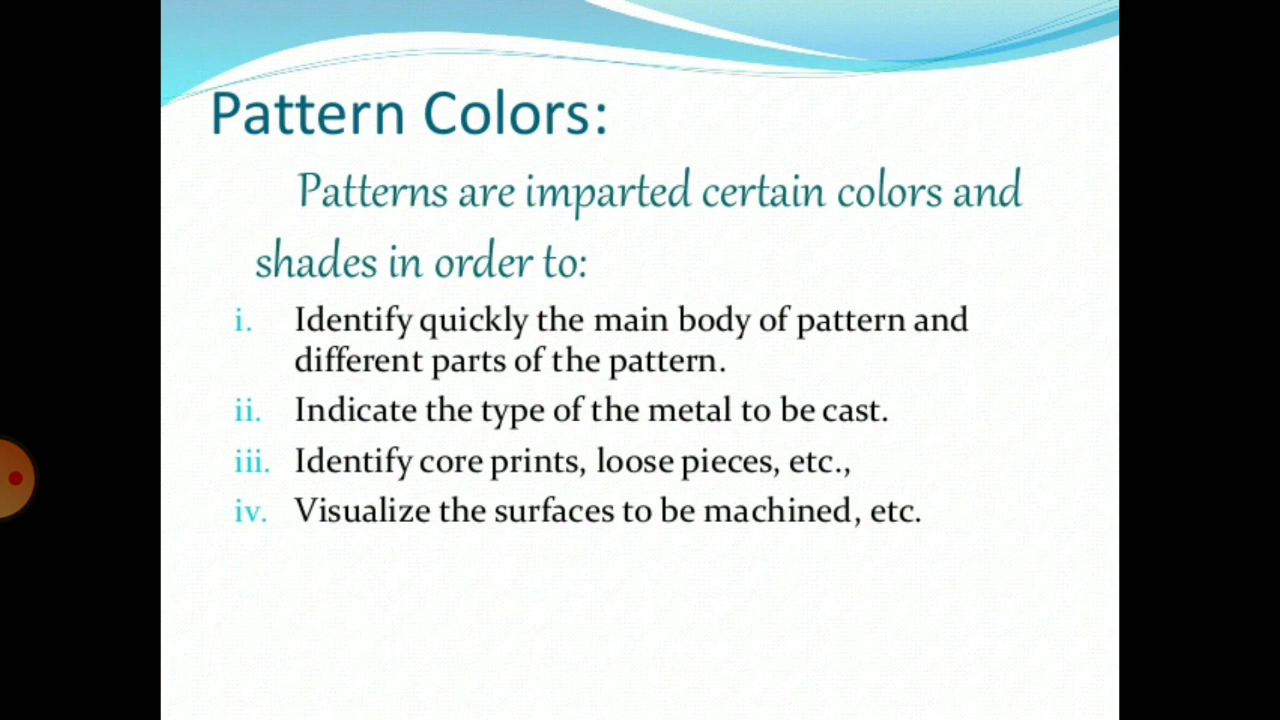 Pattern Colors:
Patterns are imparted certain colors and
shades in order to:
i. Identify quickly the main body of pattern and
different parts of the pattern.
ii. Indicate the type of the metal to be cast.
iii. Identify core prints, loose pieces, etc.,
iv. Visualize the surfaces to be machined, etc.